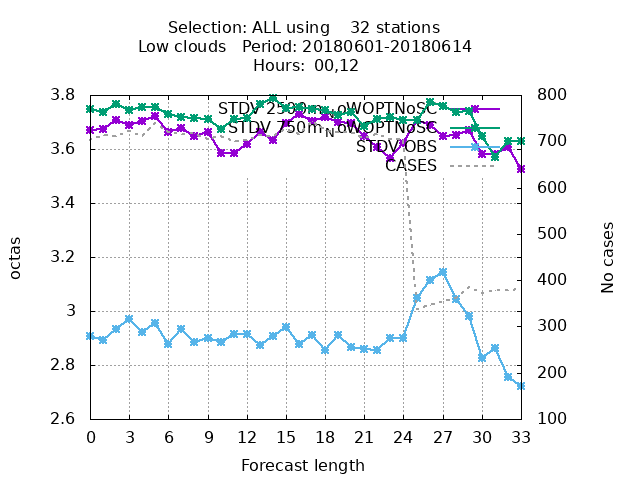 Selection: ALL using 32 stations
Low clouds Period: 20180601-20180614
Hours: 00,12
3.8
3.6
3.4
3.2
3
2.8
2.6
octas
STDV OBS
CASES
800
700
600
500
400
300
200
100
No cases
0 3 6 9 12 15 18 21 24 27 30 33
Forecast length